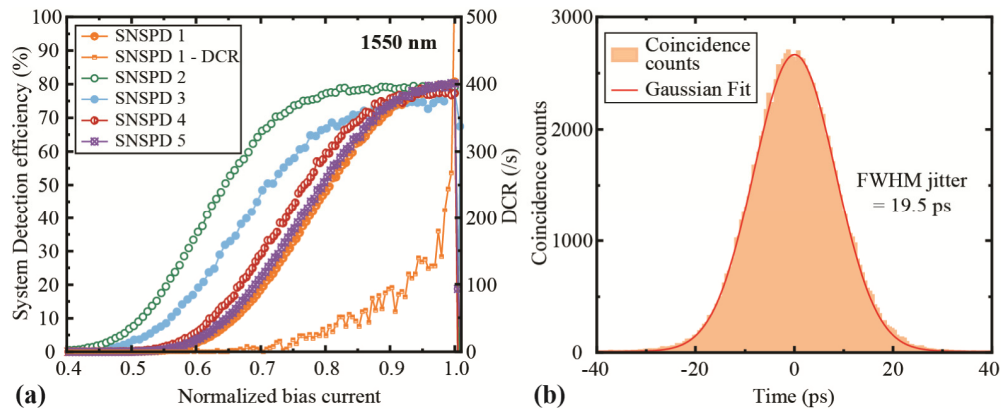 100
90
80
70
60
50
40
30
20
10
0
System Detection efficiency (%)
SNSPD 1
SNSPD 1 - DCR
SNSPD 2
SNSPD 3
SNSPD 4
SNSPD 5
1550 nm
500
400
300
200
100
0
DCR (/s)
0.4 0.5 0.6 0.7 0.8 0.9 1.0
Normalized bias current
(a)
3000
2000
1000
0
Coincidence counts
Coincidence
counts
Gaussian Fit
FWHM jitter
= 19.5 ps
-40 -20 0 20 40
Time (ps)
(b)